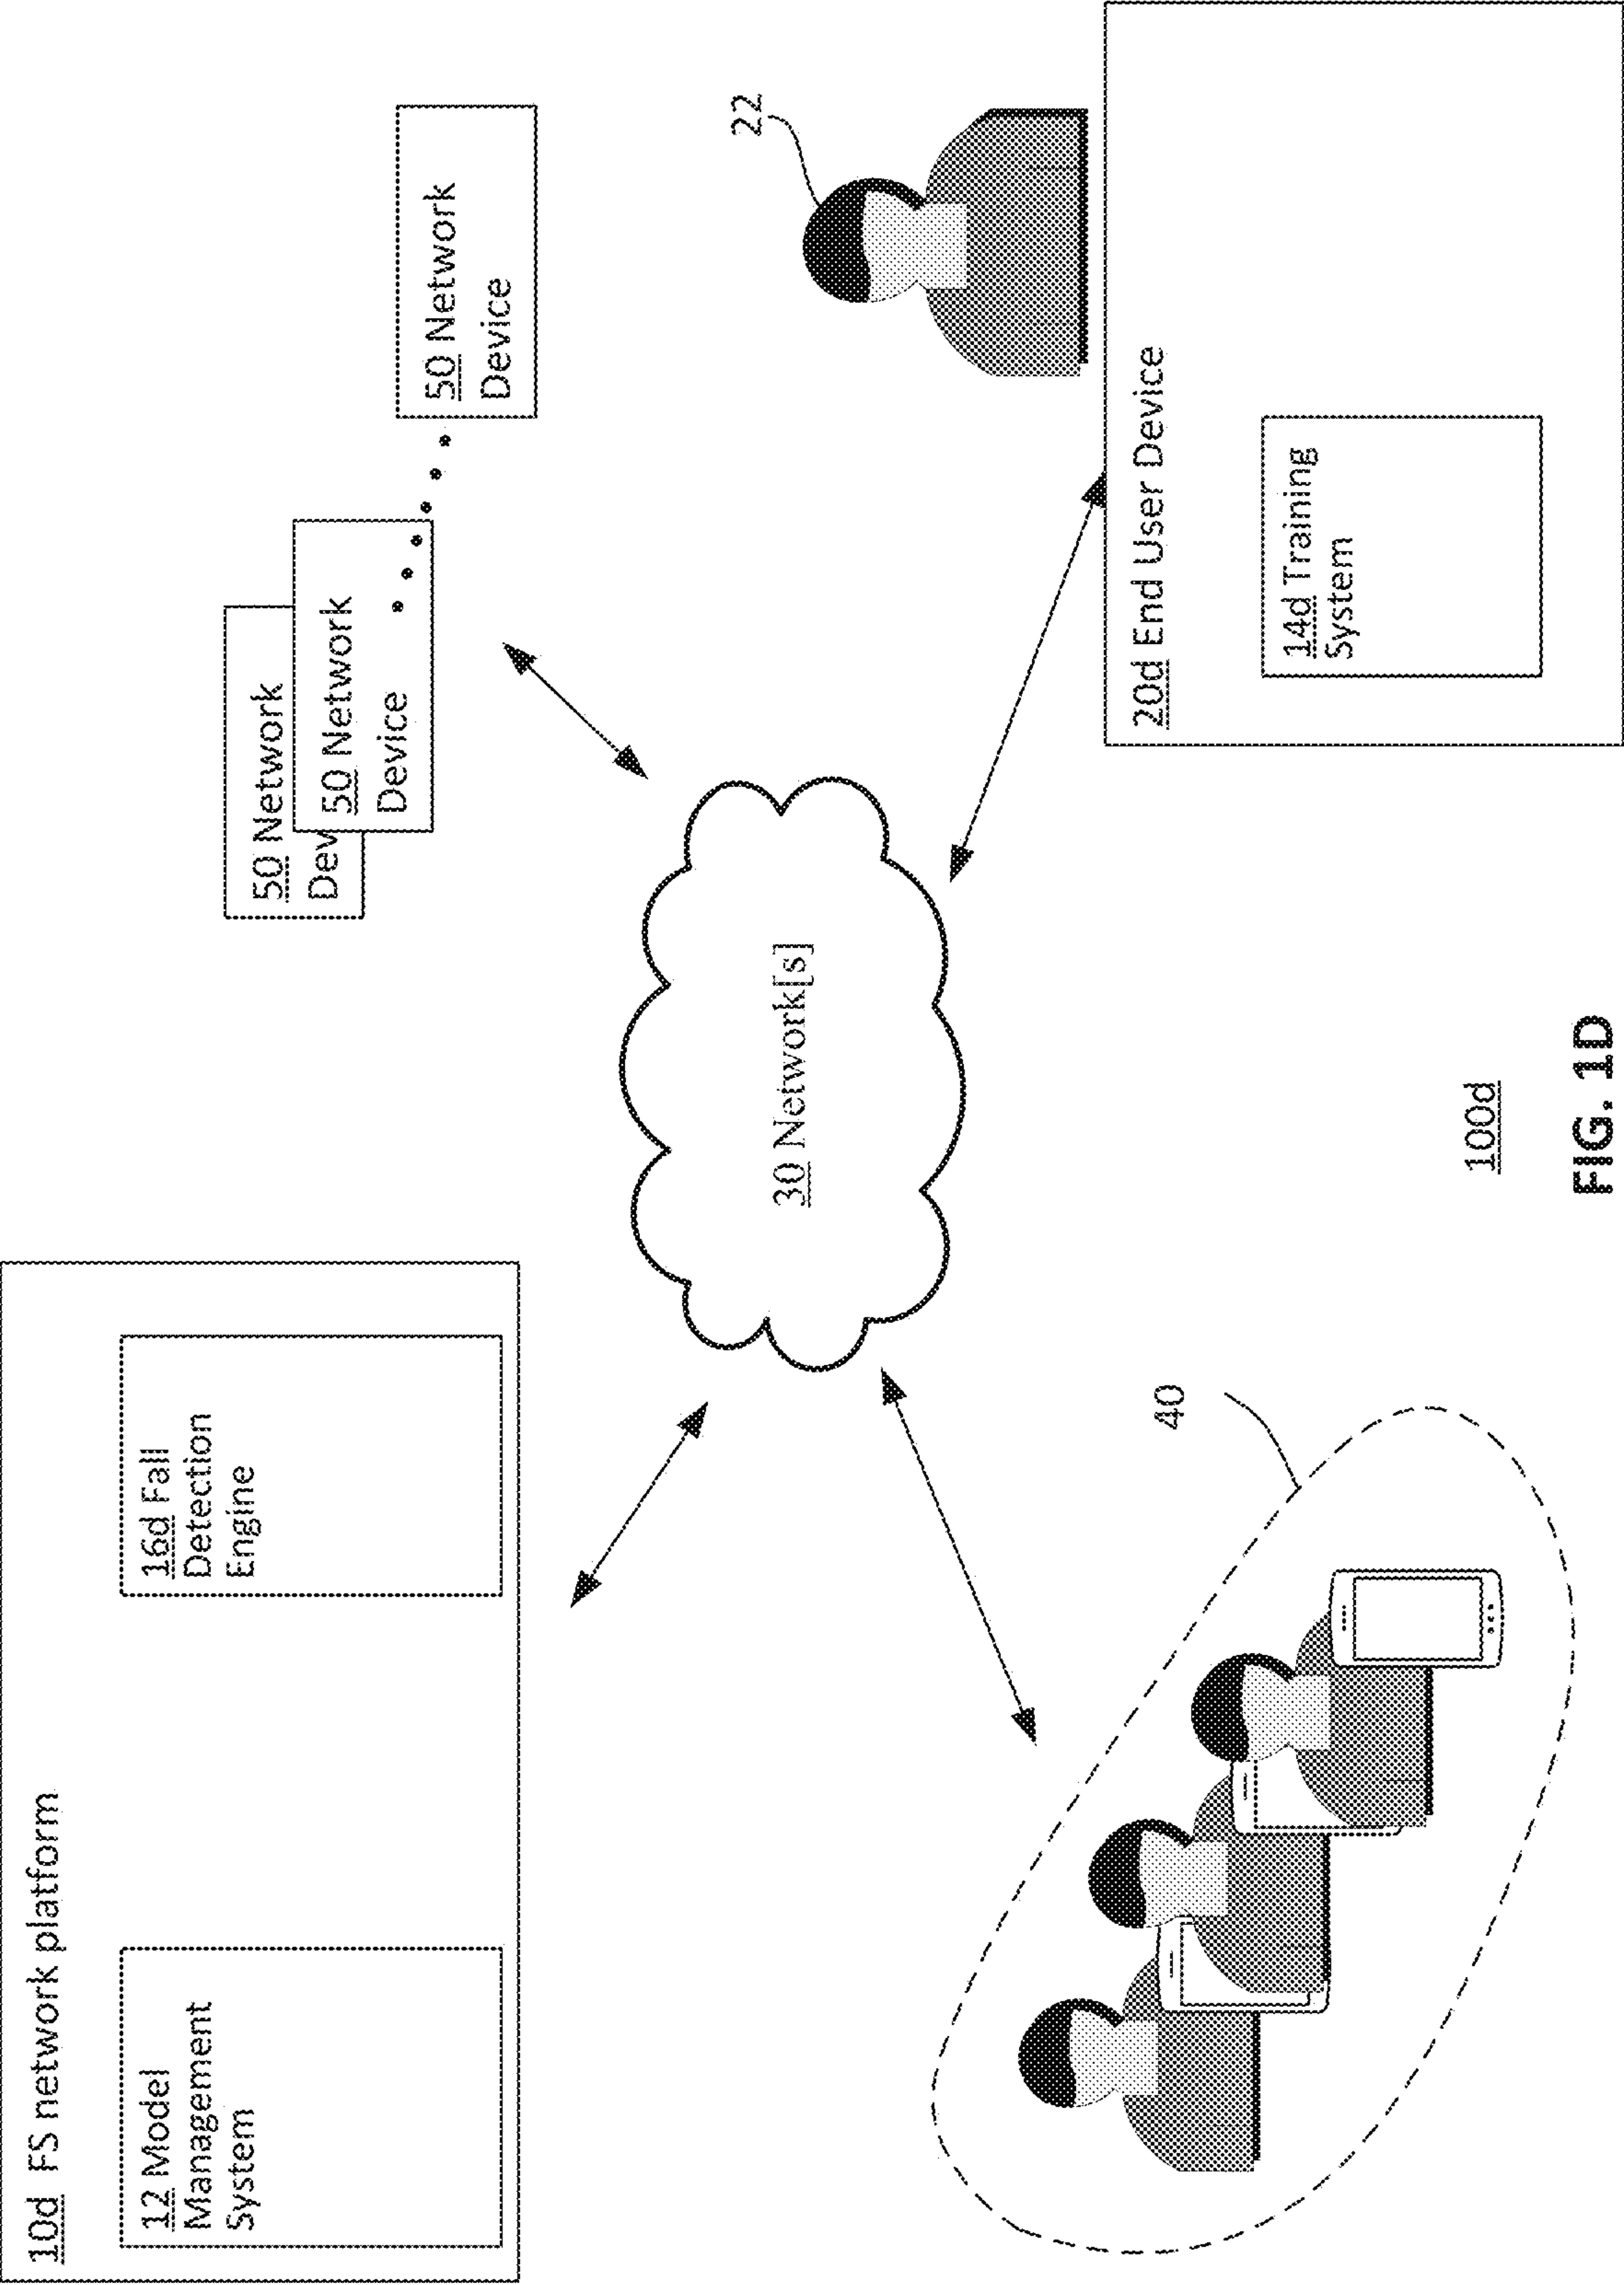 10d FS network platform
12 Model
Management
System
16d Fall
Detection
Engine
50 Network
Dev
50 Network
Device
50 Network
Device
30 Network[s]
22
20d End User Device
14d Training
System
40
100d
FIG. 1D